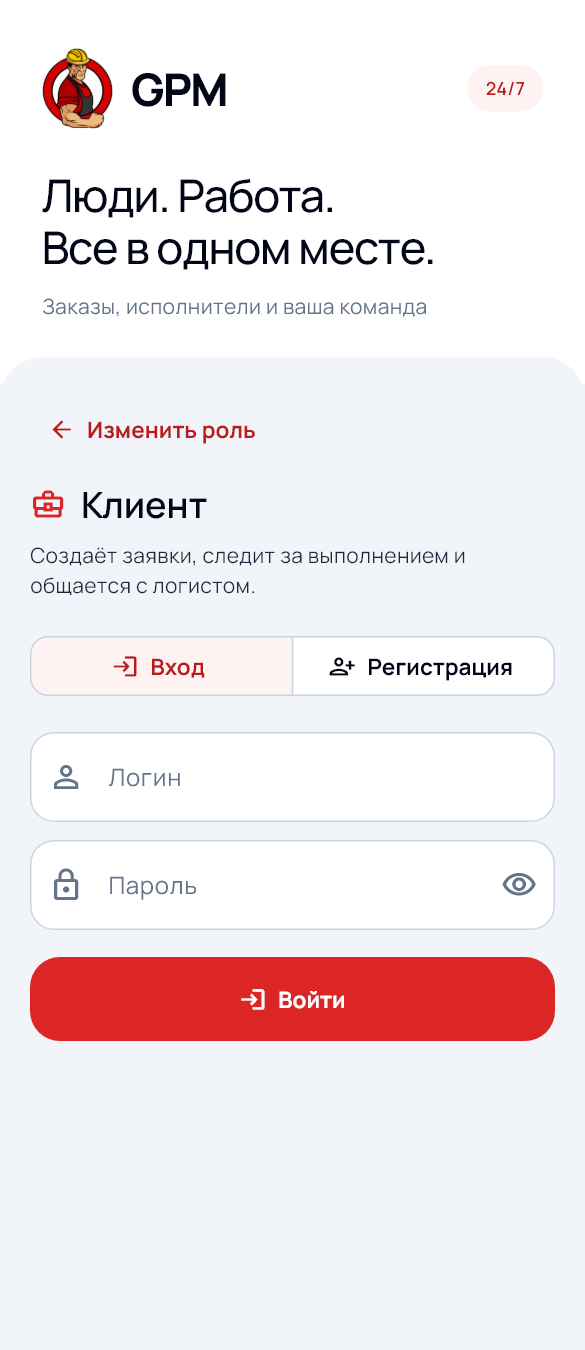 GPM
24/7
Люди. Работа.
Все в одном месте.
Заказы, исполнители и ваша команда
Изменить роль
Клиент
Создаёт заявки, следит за выполнением и
общается с логистом.
Вход
Регистрация
Логин
Пароль
Войти